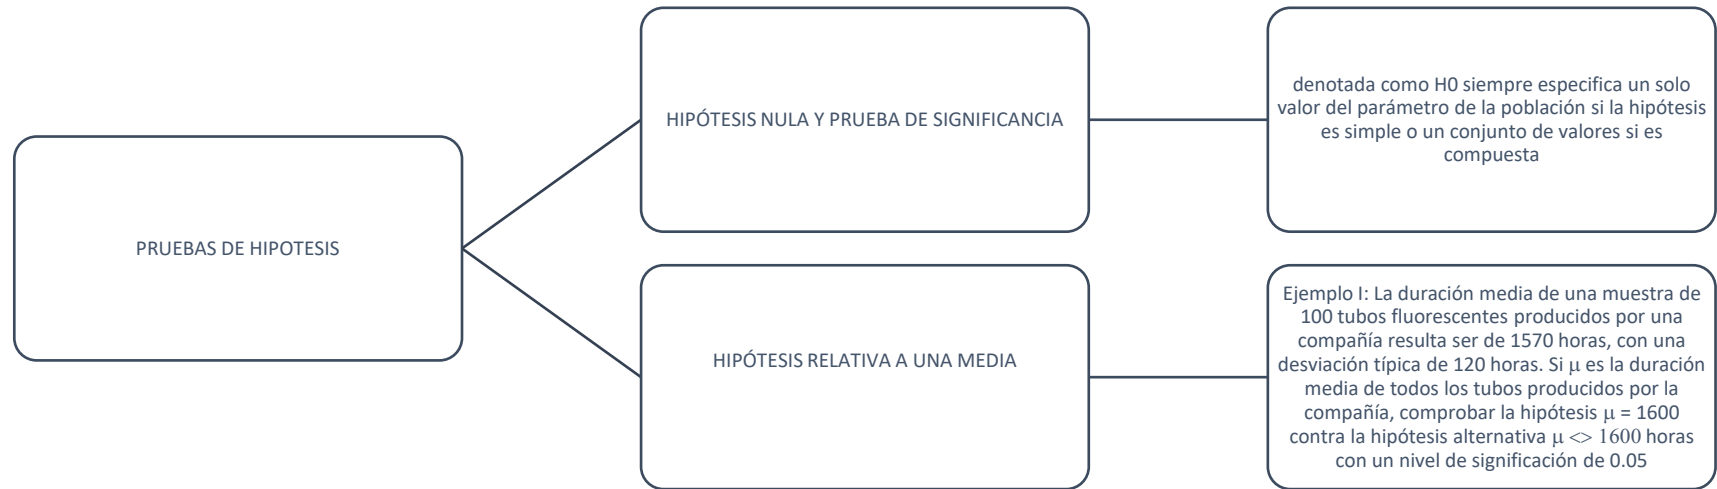 PRUEBAS DE HIPOTESIS
HIPÓTESIS NULA Y PRUEBA DE SIGNIFICANCIA
denotada como H0 siempre especifica un solo
valor del parámetro de la población si la hipótesis
es simple o un conjunto de valores si es
compuesta
HIPÓTESIS RELATIVA A UNA MEDIA
Ejemplo I: La duración media de una muestra de
100 tubos fluorescentes producidos por una
compañía resulta ser de 1570 horas, con una
desviación típica de 120 horas. Si μ es la duración
media de todos los tubos producidos por la
compañía, comprobar la hipótesis μ = 1600
contra la hipótesis alternativa μ <> 1600 horas
con un nivel de significación de 0.05